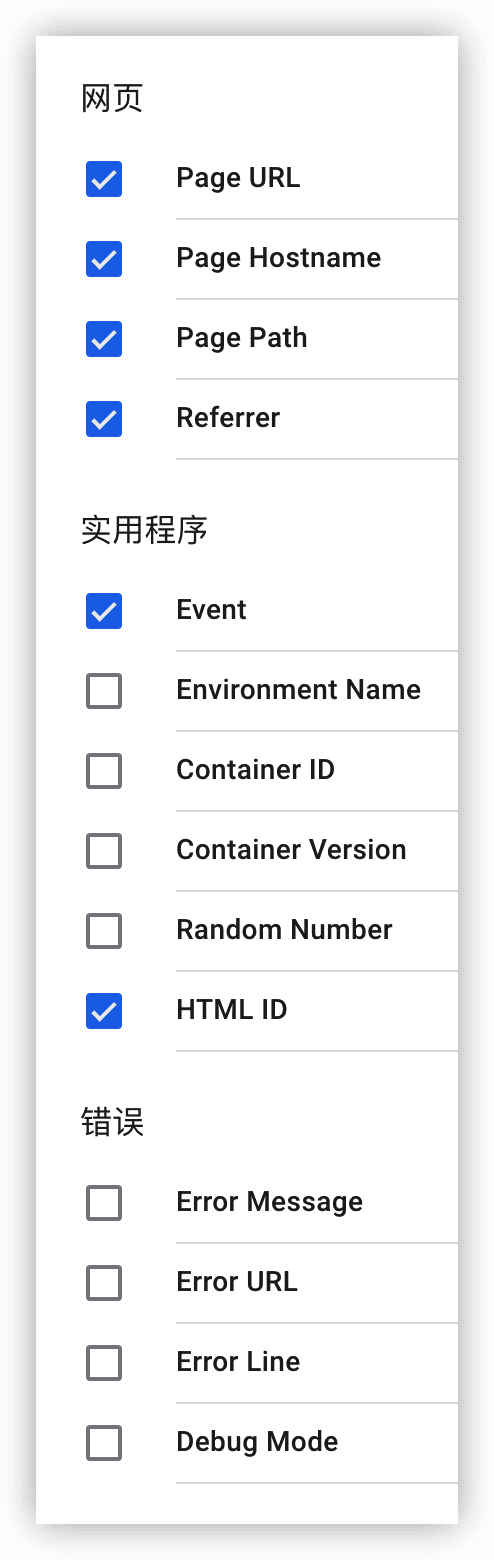 网页
Page URL
Page Hostname
Page Path
Referrer
实用程序
Event
Environment Name
Container ID
Container Version
Random Number
HTML ID
错误
Error Message
Error URL
Error Line
Debug Mode